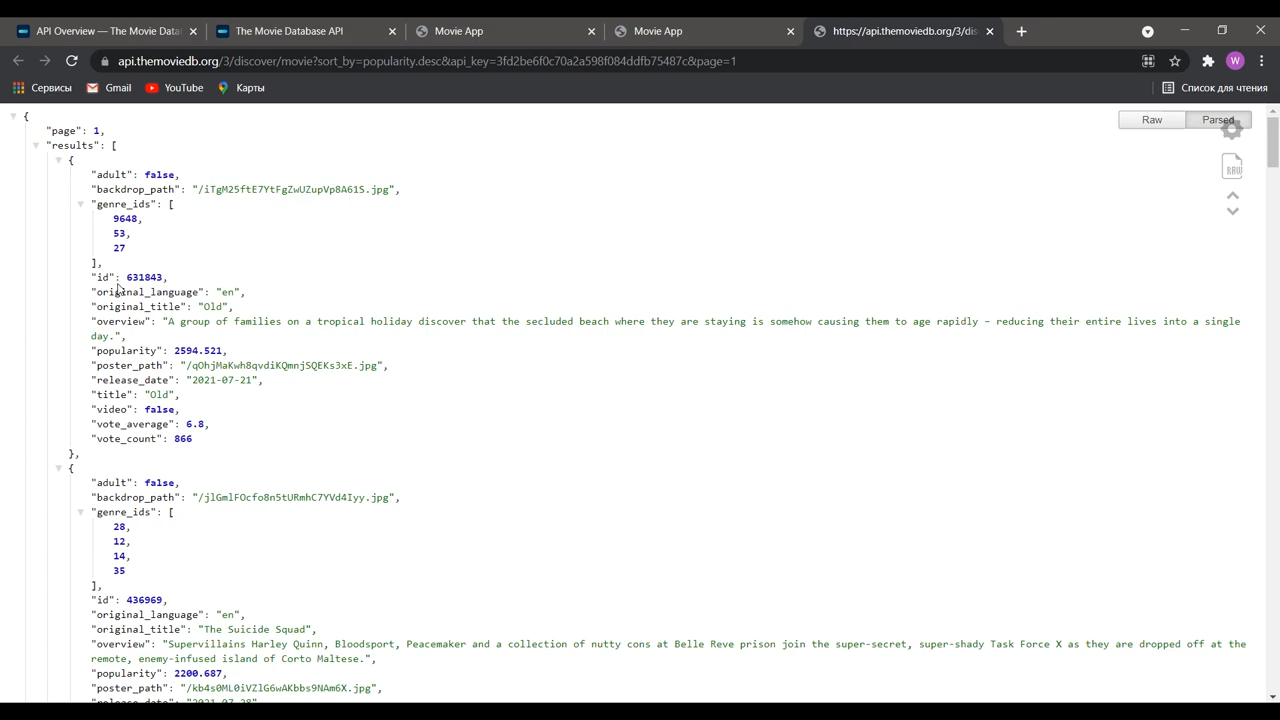 API Overview — The Movie Data
The Movie Database API
Movie App
Movie App
https://api.themoviedb.org/3/dis
api.themoviedb.org/3/discover/movie?sort_by=popularity.desc&api_key=3fd2be6f0c70a2a598f084ddfb75487c&page=1
W
Сервисы
Gmail
YouTube
Карты
Список для чтения
Raw
Parsed
RAW
{
"page": 1,
"results": [
{
"adult": false,
"backdrop_path": "/iTgM25ftE7YtFgZwUZupVp8A61S.jpg",
"genre_ids": [
9648,
53,
27
],
"id": 631843,
"original_language": "en",
"original_title": "Old",
"overview": "A group of families on a tropical holiday discover that the secluded beach where they are staying is somehow causing them to age rapidly – reducing their entire lives into a single
day.",
"popularity": 2594.521,
"poster_path": "/qOhjMaKwh8qvdiKQmnjSQEKs3xE.jpg",
"release_date": "2021-07-21",
"title": "Old",
"video": false,
"vote_average": 6.8,
"vote_count": 866
},
{
"adult": false,
"backdrop_path": "/jlGmlFOcfo8n5tURmhC7YVd4Iyy.jpg",
"genre_ids": [
28,
12,
14,
35
],
"id": 436969,
"original_language": "en",
"original_title": "The Suicide Squad",
"overview": "Supervillains Harley Quinn, Bloodsport, Peacemaker and a collection of nutty cons at Belle Reve prison join the super-secret, super-shady Task Force X as they are dropped off at the
remote, enemy-infused island of Corto Maltese.",
"popularity": 2200.687,
"poster_path": "/kb4s0ML0iVZlG6wAKbbs9NAm6X.jpg",
"release_date": "2021-07-28"